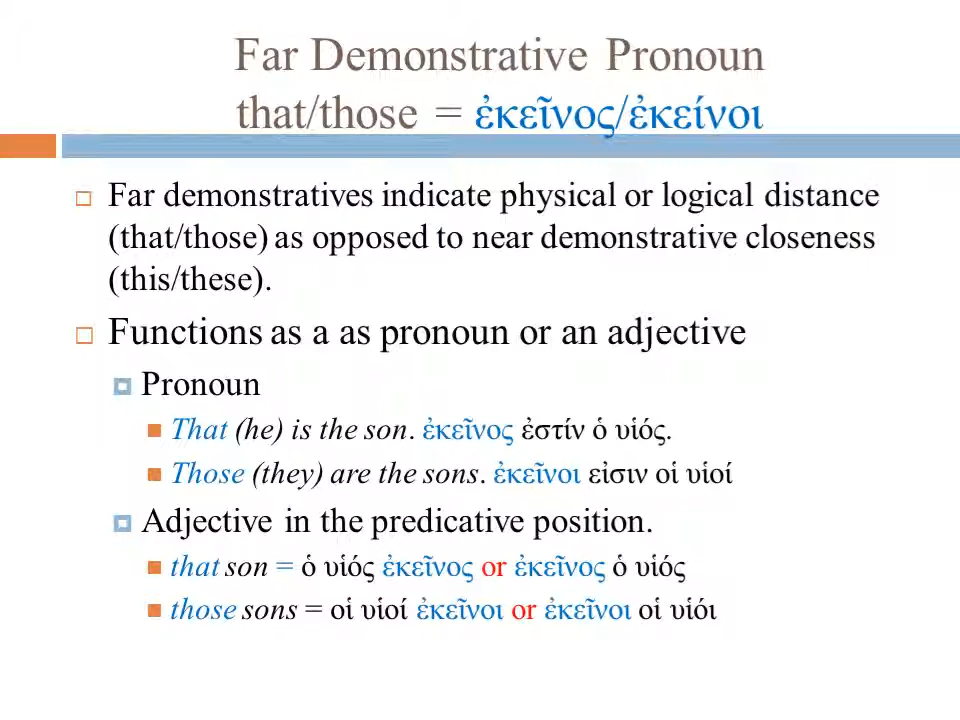 Far Demonstrative Pronoun
that/those = ἐκεῖνος/ἐκείνοι
Far demonstratives indicate physical or logical distance
(that/those) as opposed to near demonstrative closeness
(this/these).
Functions as a as pronoun or an adjective
Pronoun
That (he) is the son. ἐκεῖνος ἐστίν ὁ υἱός.
Those (they) are the sons. ἐκεῖνοι εἰσιν οἱ υἱοί
Adjective in the predicative position.
that son = ὁ υἱός ἐκεῖνος or ἐκεῖνος ὁ υἱός
those sons = οἱ υἱοί ἐκεῖνοι or ἐκεῖνοι οἱ υἱόι